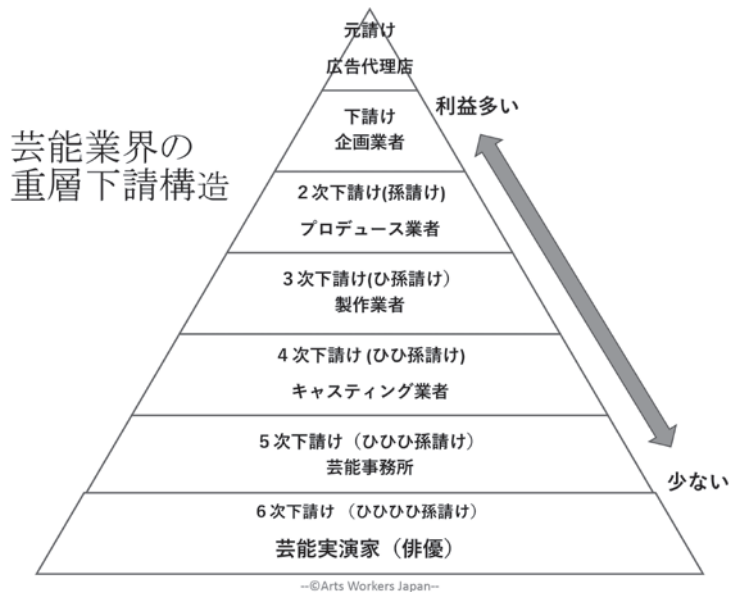 元請け
広告代理店
利益多い
下請け
企画業者
芸能業界の
重層下請構造
2次下請け(孫請け)
プロデュース業者
3次下請け(ひ孫請け)
製作業者
4次下請け(ひひ孫請け)
キャスティング業者
5次下請け(ひひひ孫請け)
芸能事務所
少ない
6次下請け(ひひひひ孫請け)
芸能実演家(俳優)
--©Arts Workers Japan--